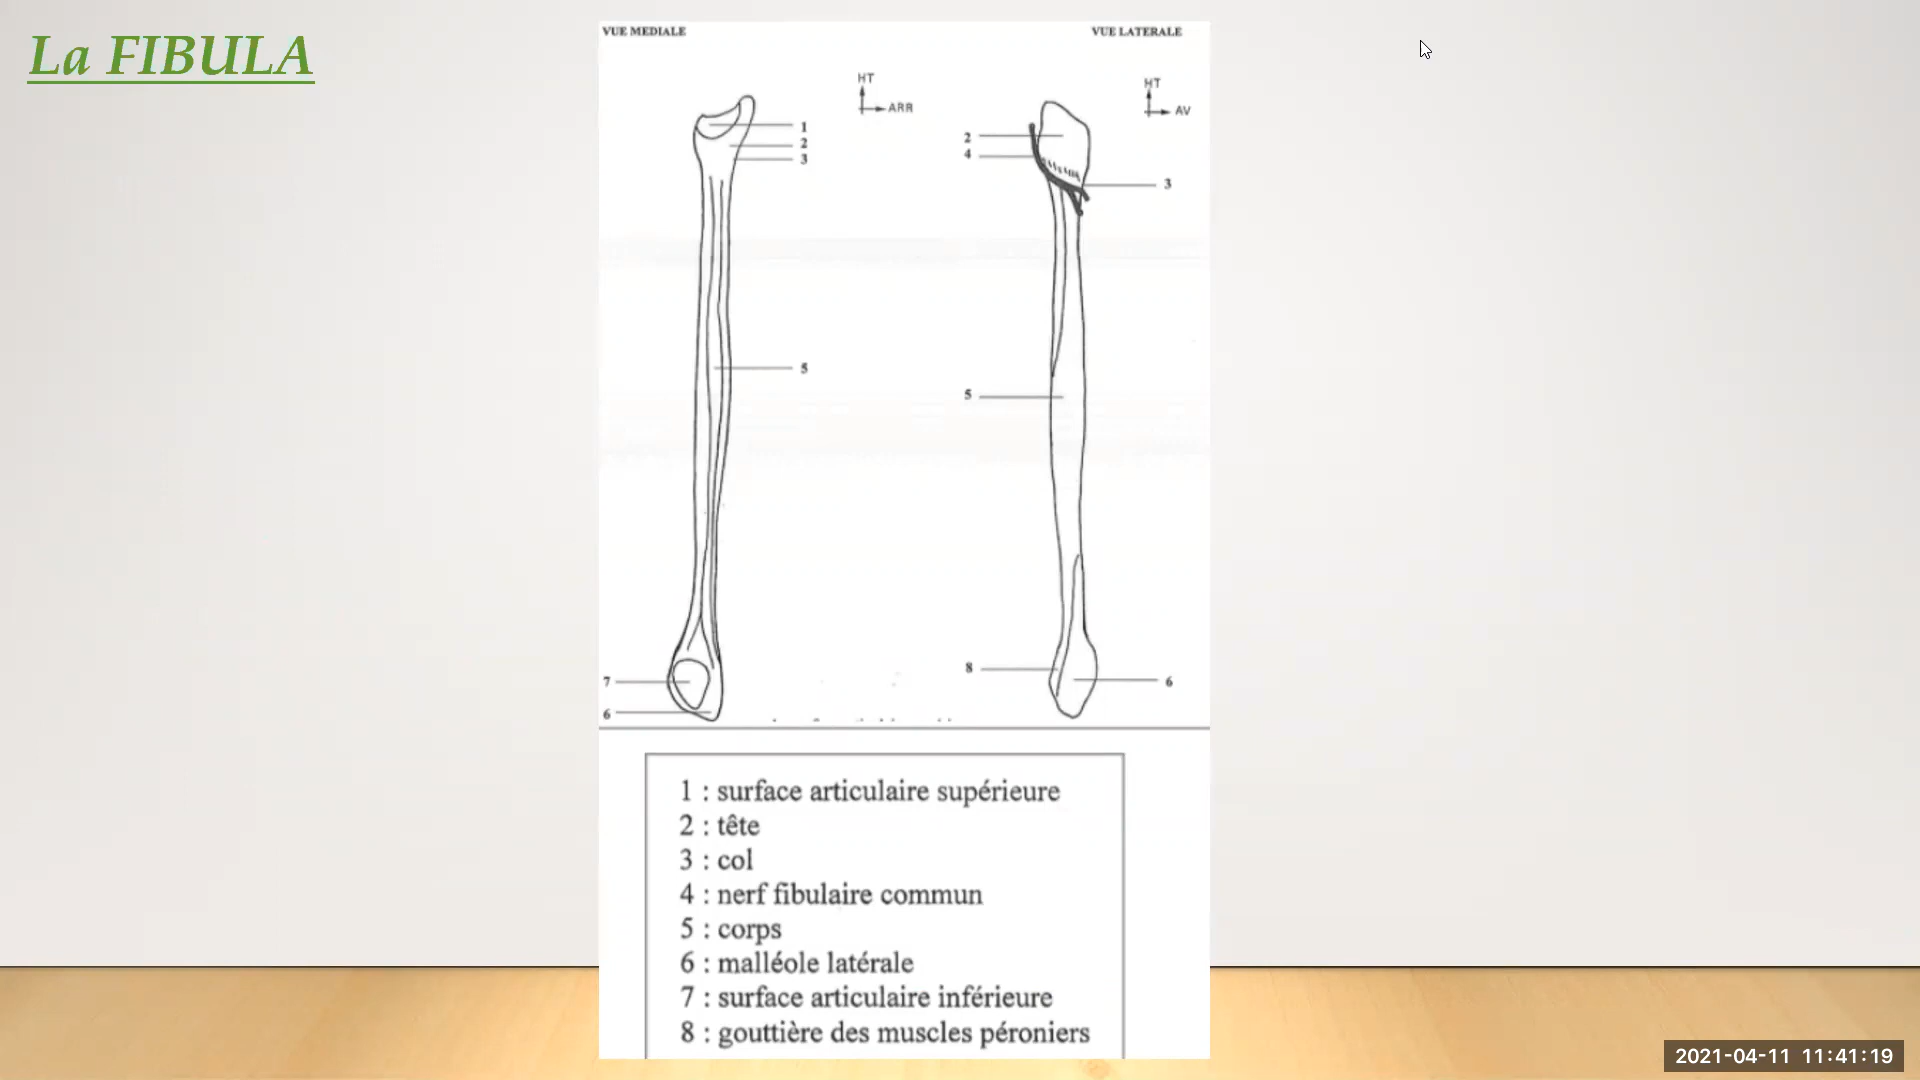 La FIBULA
VUE MEDIALE
VUE LATERALE
HT
ARR
HT
AV
1
2
3
2
4
3
5
5
8
7
6
6
1 : surface articulaire supérieure
2 : tête
3 : col
4 : nerf fibulaire commun
5 : corps
6 : malléole latérale
7 : surface articulaire inférieure
8 : gouttière des muscles péroniers
2021-04-11 11:41:19